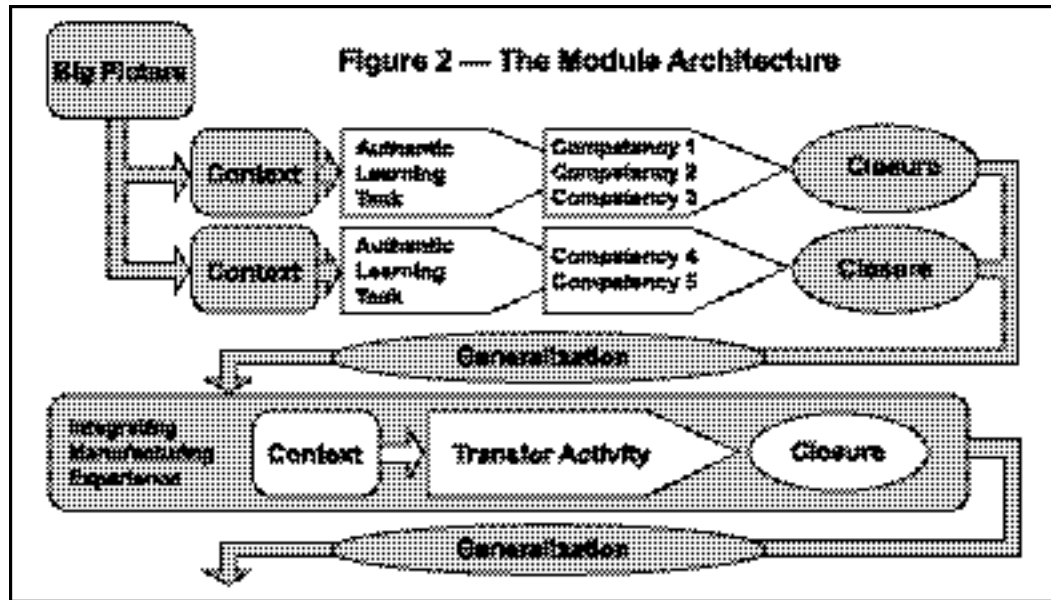 Big Picture
Figure 2 — The Module Architecture
Context
Authentic
Learning
Task
Competency 1
Competency 2
Competency 3
Closure
Context
Authentic
Learning
Task
Competency 4
Competency 5
Closure
Generalization
Integrating
Manufacturing
Experience
Context
Transfer Activity
Closure
Generalization